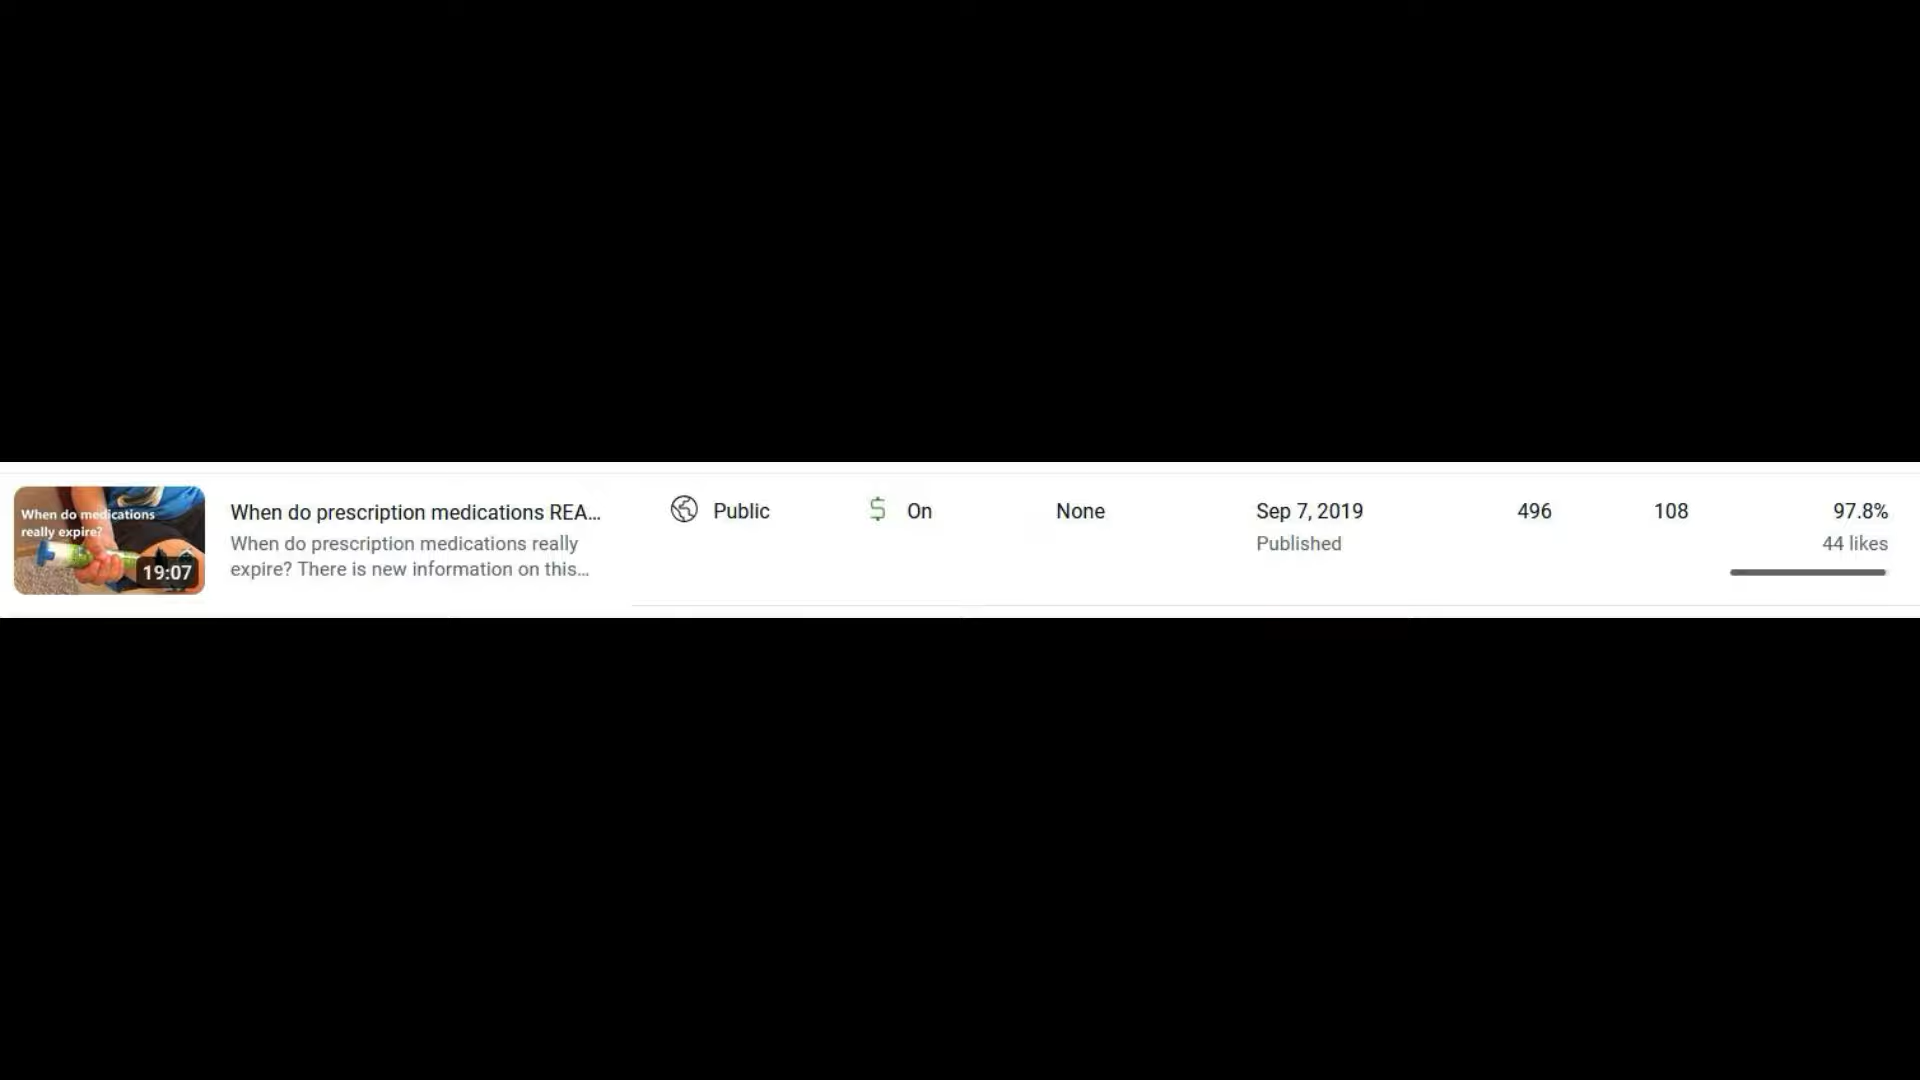 When do medications
really expire?
19:07
When do prescription medications REA...
When do prescription medications really
expire? There is new information on this...
Public
On
None
Sep 7, 2019
Published
496
108
97.8%
44 likes